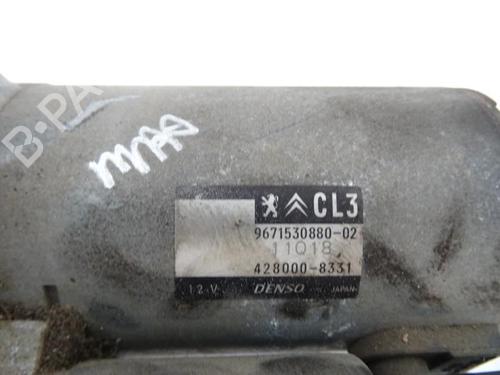 B-PA
CL3
9671530880-02
11Q18
428000-8331
12-V DENSO JAPAN